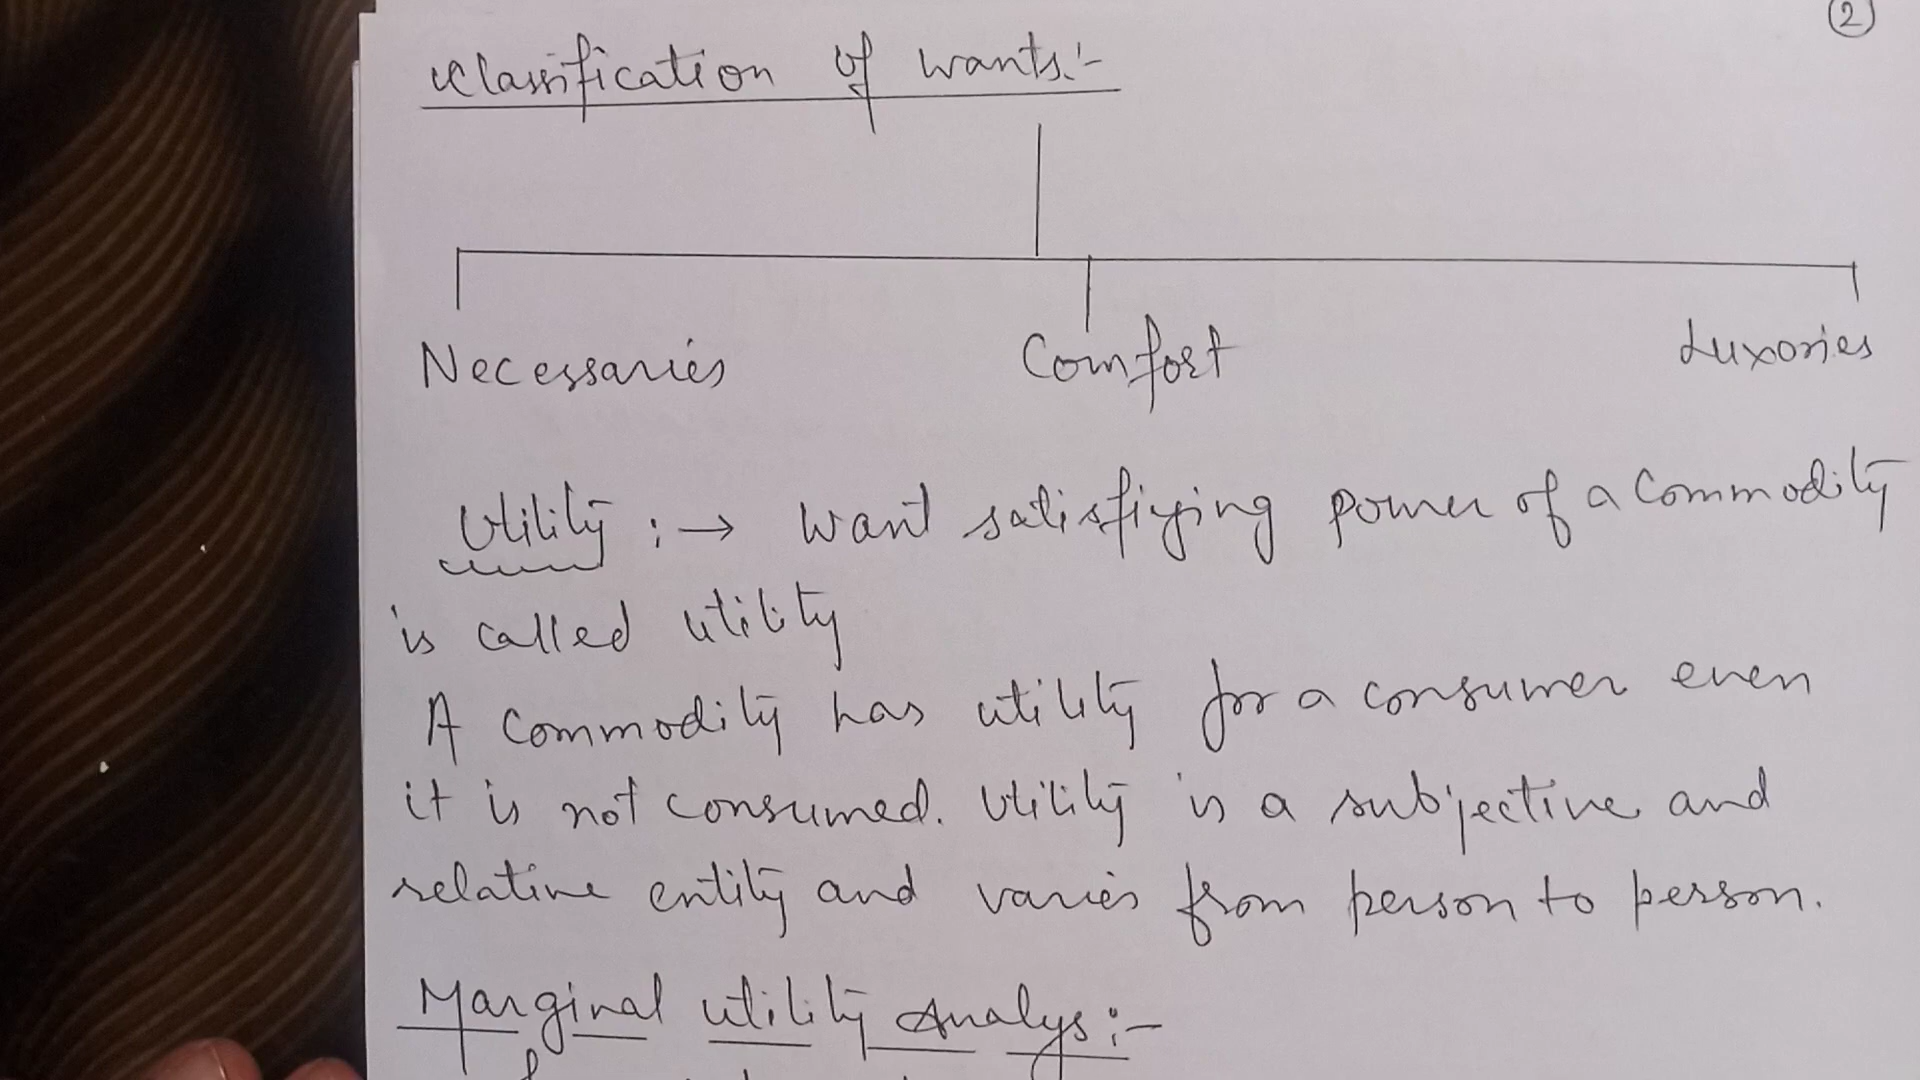 2
Classification of wants:-
Necessaries Comfort Luxories
Utility :→ Want satisfiying power of a Commodity
is called utility
A commodity has utility for a consumer even
it is not consumed. Utility is a subjective and
relative entity and varies from person to person.
Marginal utility Analys:-